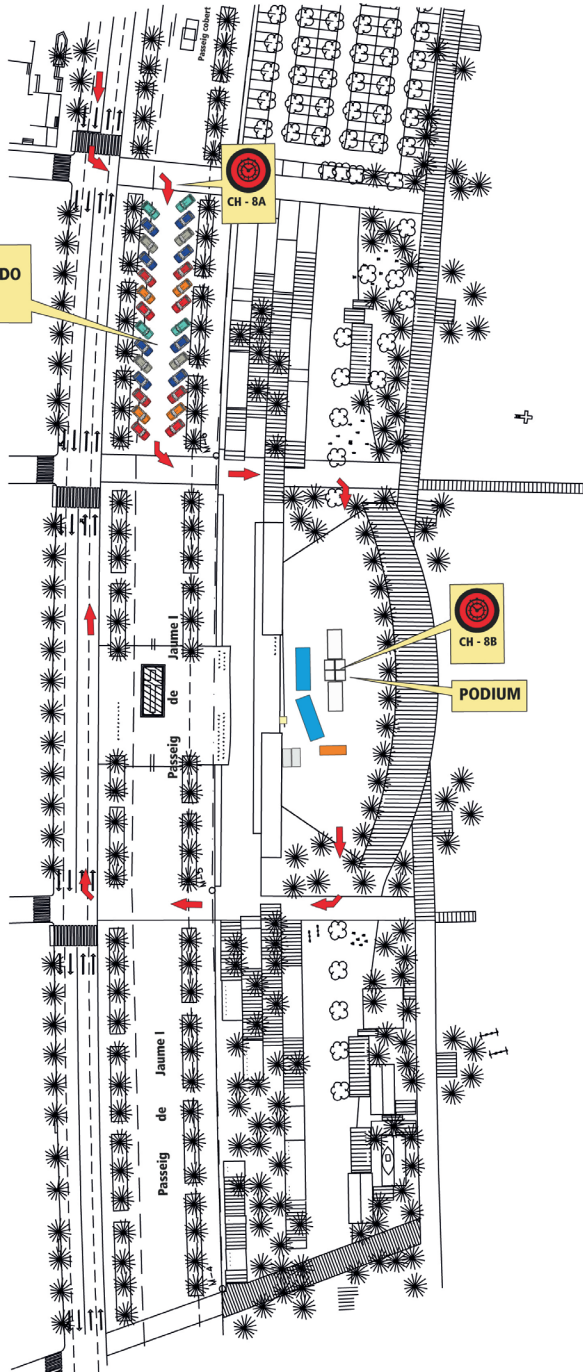 Passeig cobert
CH - 8A
DO
Passeig de Jaume I
CH - 8B
PODIUM
Passeig de Jaume I